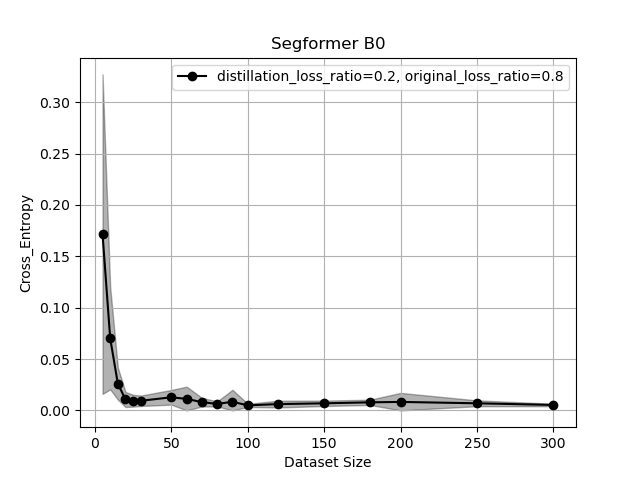 Segformer B0
distillation_loss_ratio=0.2, original_loss_ratio=0.8
0.30
0.25
0.20
0.15
0.10
0.05
0.00
Cross_Entropy
0 50 100 150 200 250 300
Dataset Size